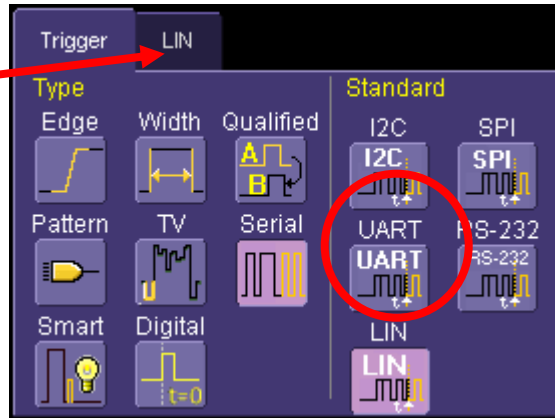 Trigger LIN
Type
Standard
Edge Width Qualified
I2C SPI
A
B
I2C
SPI
t
t
Pattern TV Serial
UART RS-232
U
UART
RS-232
t
t
Smart Digital
LIN
t=0
LIN
t